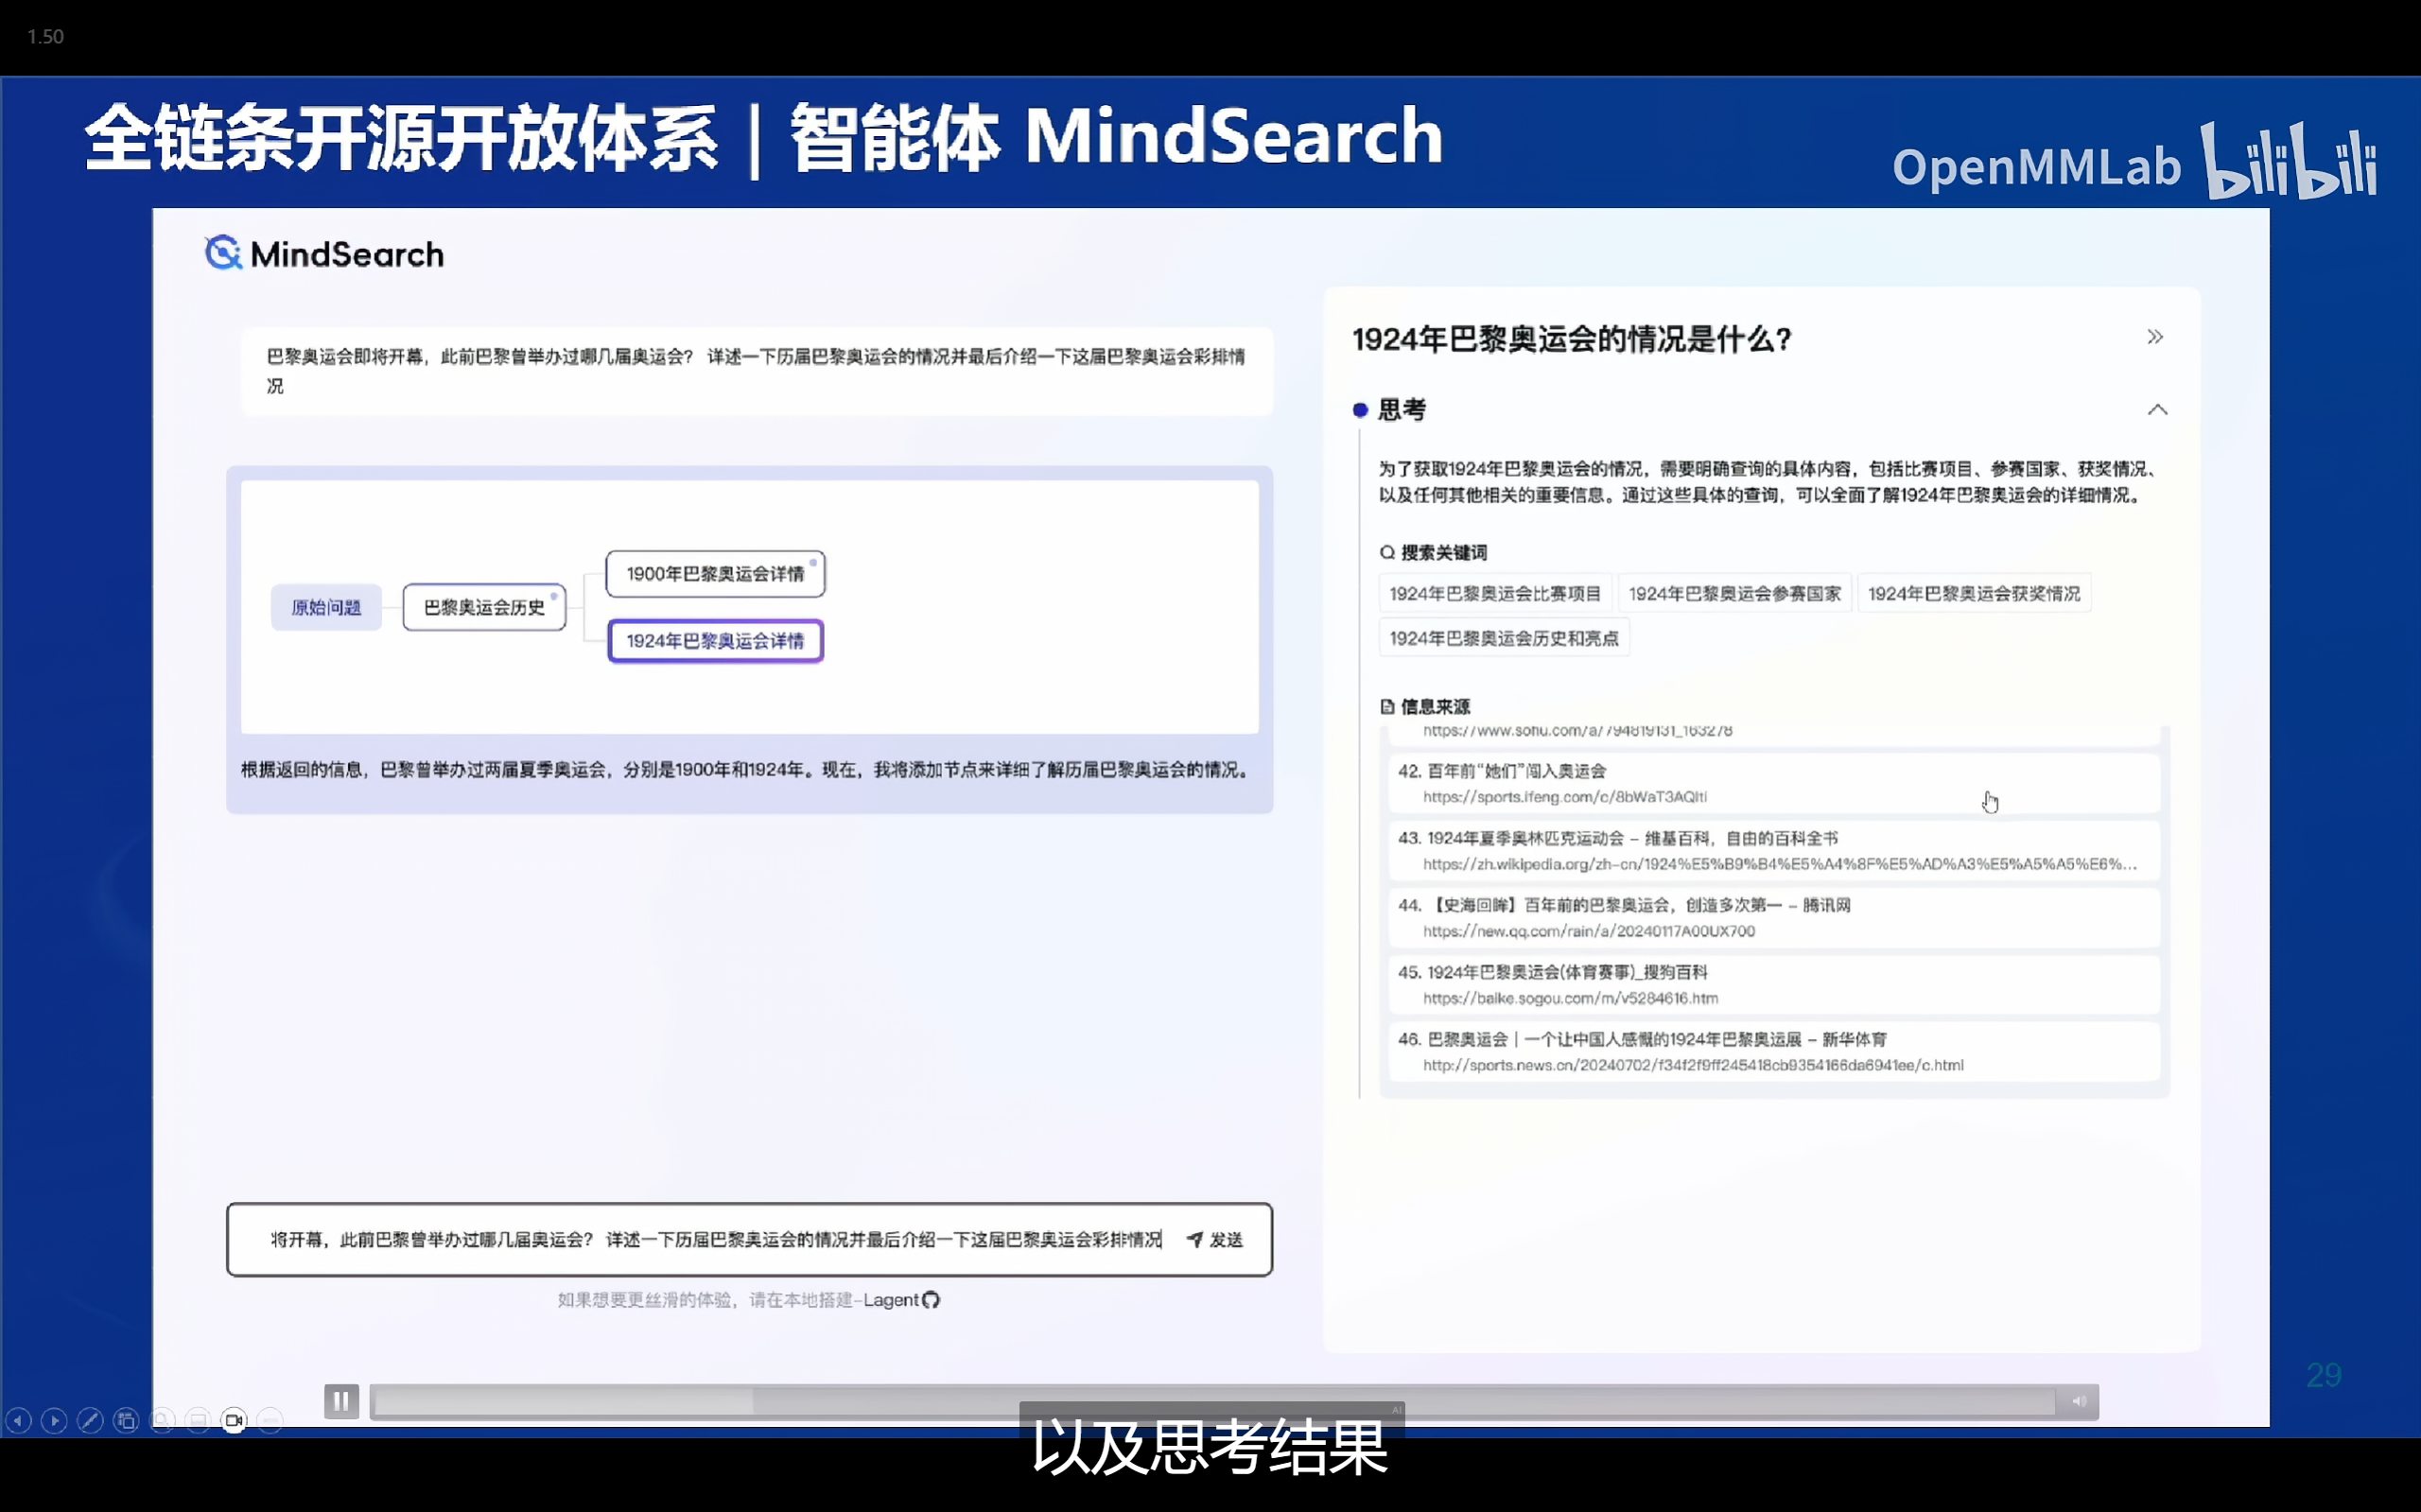 1.50
全链条开源开放体系 | 智能体 MindSearch
OpenMMLab bilibili
MindSearch
巴黎奥运会即将开幕，此前巴黎曾举办过哪几届奥运会？ 详述一下历届巴黎奥运会的情况并最后介绍一下这届巴黎奥运会彩排情
况
原始问题
巴黎奥运会历史
1900年巴黎奥运会详情
1924年巴黎奥运会详情
根据返回的信息，巴黎曾举办过两届夏季奥运会，分别是1900年和1924年。现在，我将添加节点来详细了解历届巴黎奥运会的情况。
将开幕，此前巴黎曾举办过哪几届奥运会？ 详述一下历届巴黎奥运会的情况并最后介绍一下这届巴黎奥运会彩排情况
发送
如果想要更丝滑的体验，请在本地搭建-Lagent
1924年巴黎奥运会的情况是什么?
思考
为了获取1924年巴黎奥运会的情况，需要明确查询的具体内容，包括比赛项目、参赛国家、获奖情况、
以及任何其他相关的重要信息。通过这些具体的查询，可以全面了解1924年巴黎奥运会的详细情况。
搜索关键词
1924年巴黎奥运会比赛项目 1924年巴黎奥运会参赛国家 1924年巴黎奥运会获奖情况
1924年巴黎奥运会历史和亮点
信息来源
https://www.sohu.com/a/794819131_163278
42. 百年前“她们”闯入奥运会
https://sports.ifeng.com/c/8bWaT3AQlti
43. 1924年夏季奥林匹克运动会 – 维基百科，自由的百科全书
https://zh.wikipedia.org/zh-cn/1924%E5%B9%B4%E5%A4%8F%E5%AD%A3%E5%A5%A5%E6%...
44. 【史海回眸】百年前的巴黎奥运会，创造多次第一 – 腾讯网
https://new.qq.com/rain/a/20240117A00UX700
45. 1924年巴黎奥运会(体育赛事)_搜狗百科
https://baike.sogou.com/m/v5284616.htm
46. 巴黎奥运会｜一个让中国人感慨的1924年巴黎奥运展 – 新华体育
http://sports.news.cn/20240702/f34f2f9ff245418cb9354166da6941ee/c.html
29
AI
以及思考结果